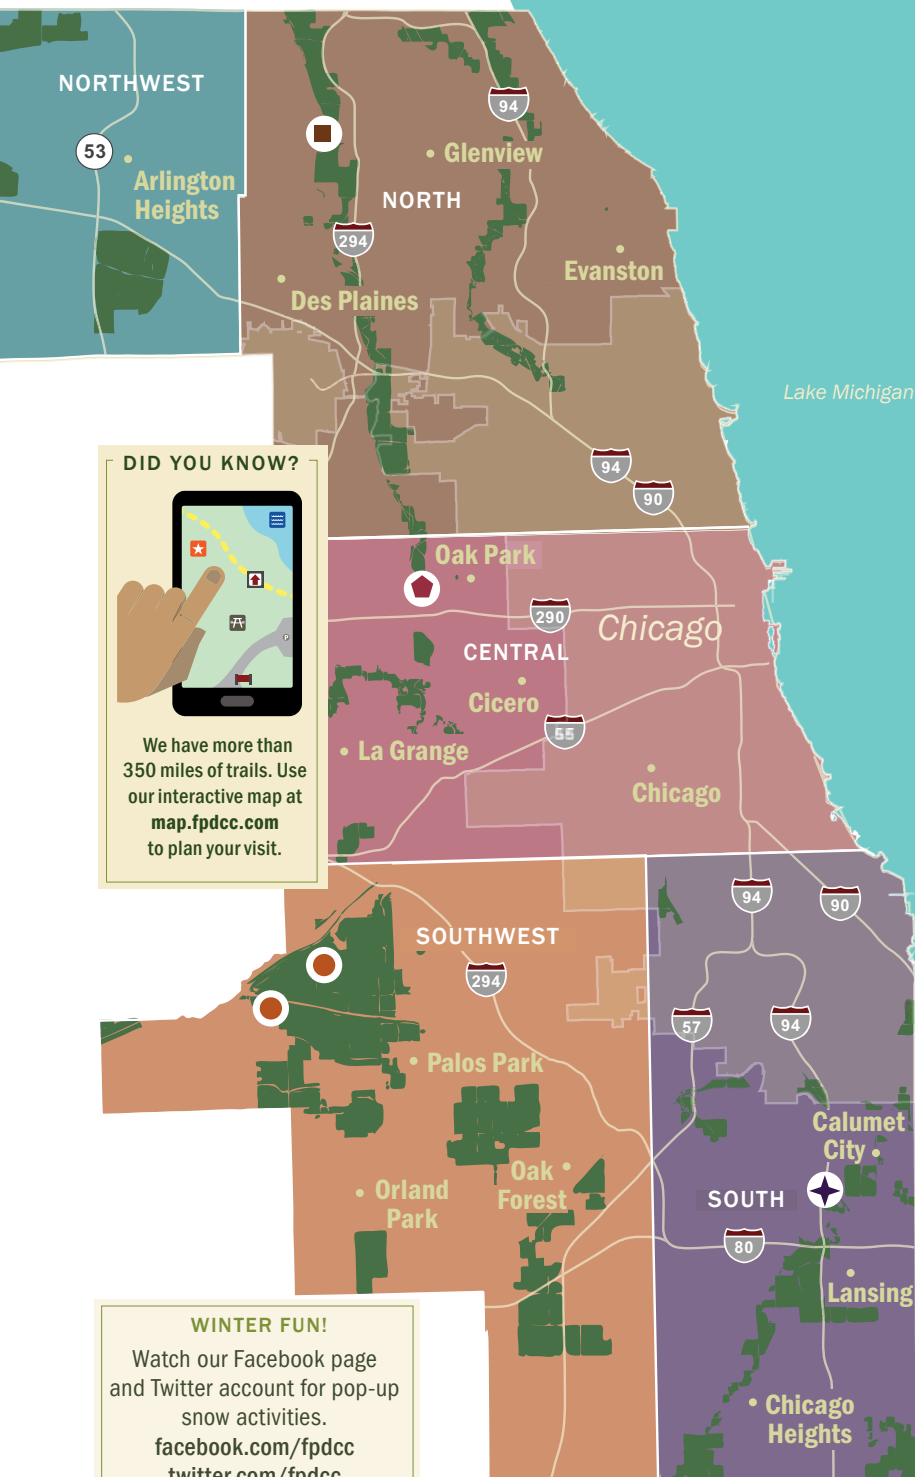 NORTHWEST
94
53
Glenview
Arlington
Heights
NORTH
294
Evanston
Des Plaines
Lake Michigan
94
90
DID YOU KNOW?
P
We have more than
350 miles of trails. Use
our interactive map at
map.fpdcc.com
to plan your visit.
Oak Park
290
Chicago
CENTRAL
Cicero
55
La Grange
Chicago
94
90
SOUTHWEST
294
57
94
Palos Park
Calumet
City
Oak
Forest
Orland
Park
SOUTH
80
Lansing
Chicago
Heights
WINTER FUN!
Watch our Facebook page
and Twitter account for pop-up
snow activities.
facebook.com/fpdcc
twitter.com/fpdcc